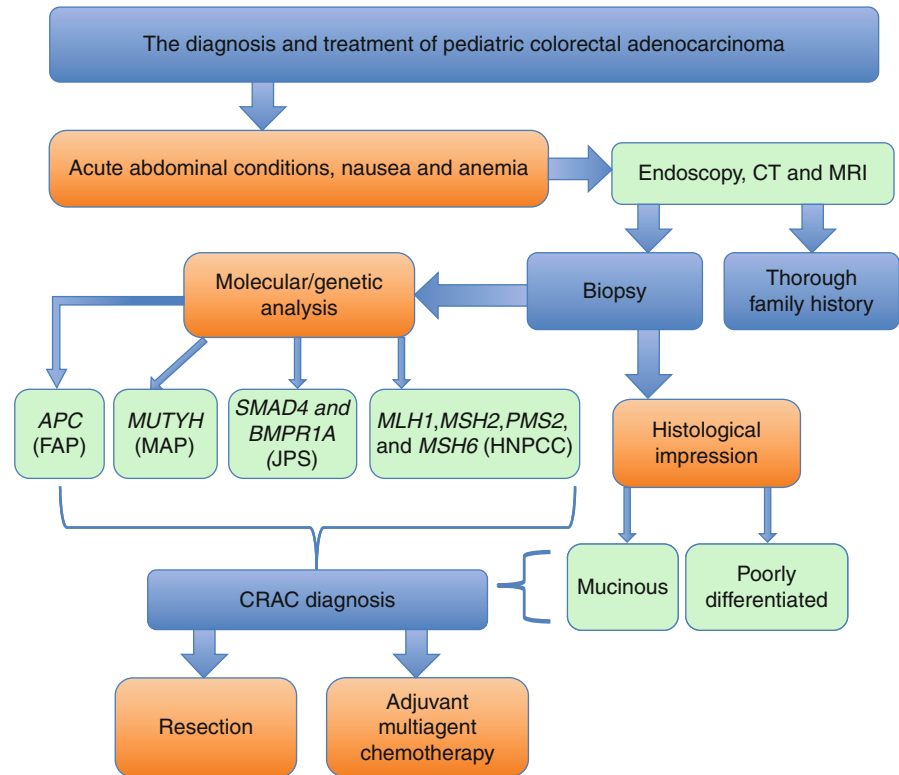 The diagnosis and treatment of pediatric colorectal adenocarcinoma
Acute abdominal conditions, nausea and anemia
Endoscopy, CT and MRI
Molecular/genetic
analysis
Biopsy
Thorough
family history
APC
(FAP)
MUTYH
(MAP)
SMAD4 and
BMPR1A
(JPS)
MLH1,MSH2,PMS2,
and MSH6 (HNPCC)
Histological
impression
CRAC diagnosis
Mucinous
Poorly
differentiated
Resection
Adjuvant
multiagent
chemotherapy